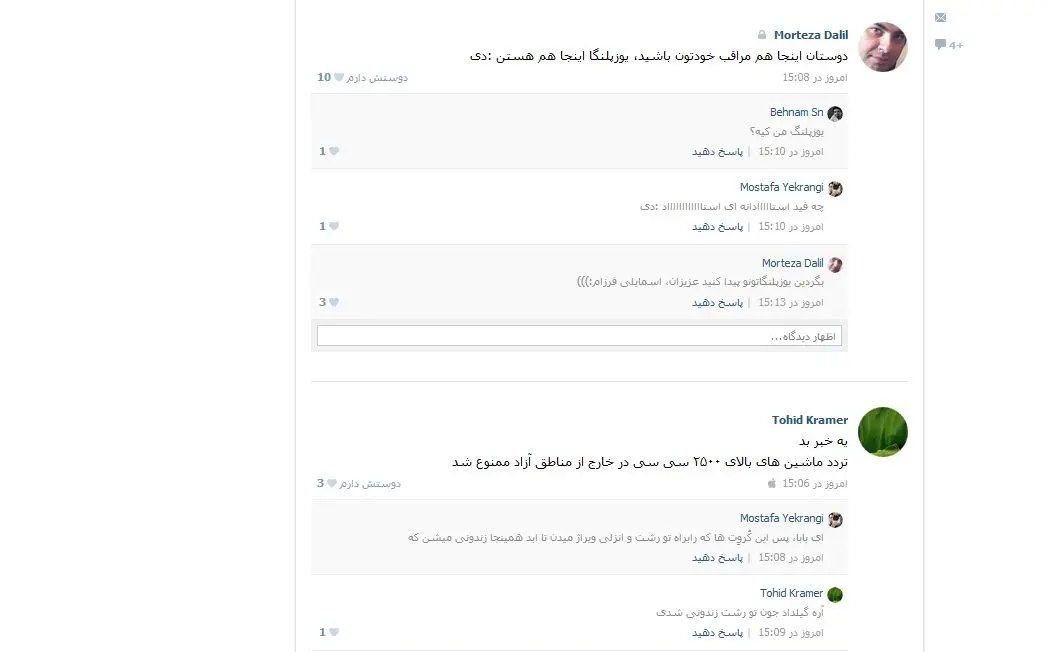 4+
Morteza Dalil
دوستان اینجا هم مراقب خودتون باشید، یوزپلنگا اینجا هم هستن :دی
امروز در 15:08
دوستش دارم 10
Behnam Sn
یوزپلنگ من کیه؟
امروز در 15:10 | پاسخ دهید
1
Mostafa Yekrangi
چه فید استاااااادانه ای استاااااااااااااد :دی
امروز در 15:10 | پاسخ دهید
1
Morteza Dalil
بگردین یوزپلنگاتونو پیدا کنید عزیزان، اسمایلی فرزام:)))
امروز در 15:13 | پاسخ دهید
3
اظهار دیدگاه...
Tohid Kramer
یه خبر بد
تردد ماشین های بالای ۲۵۰۰ سی سی در خارج از مناطق آزاد ممنوع شد
امروز در 15:06
دوستش دارم 3
Mostafa Yekrangi
ای بابا، پس این کُروِت ها که رابراه تو رشت و انزلی ویراژ میدن تا ابد همینجا زندونی میشن که
امروز در 15:08 | پاسخ دهید
Tohid Kramer
آره گیلداد جون تو رشت زندونی شدی
امروز در 15:09 | پاسخ دهید
1